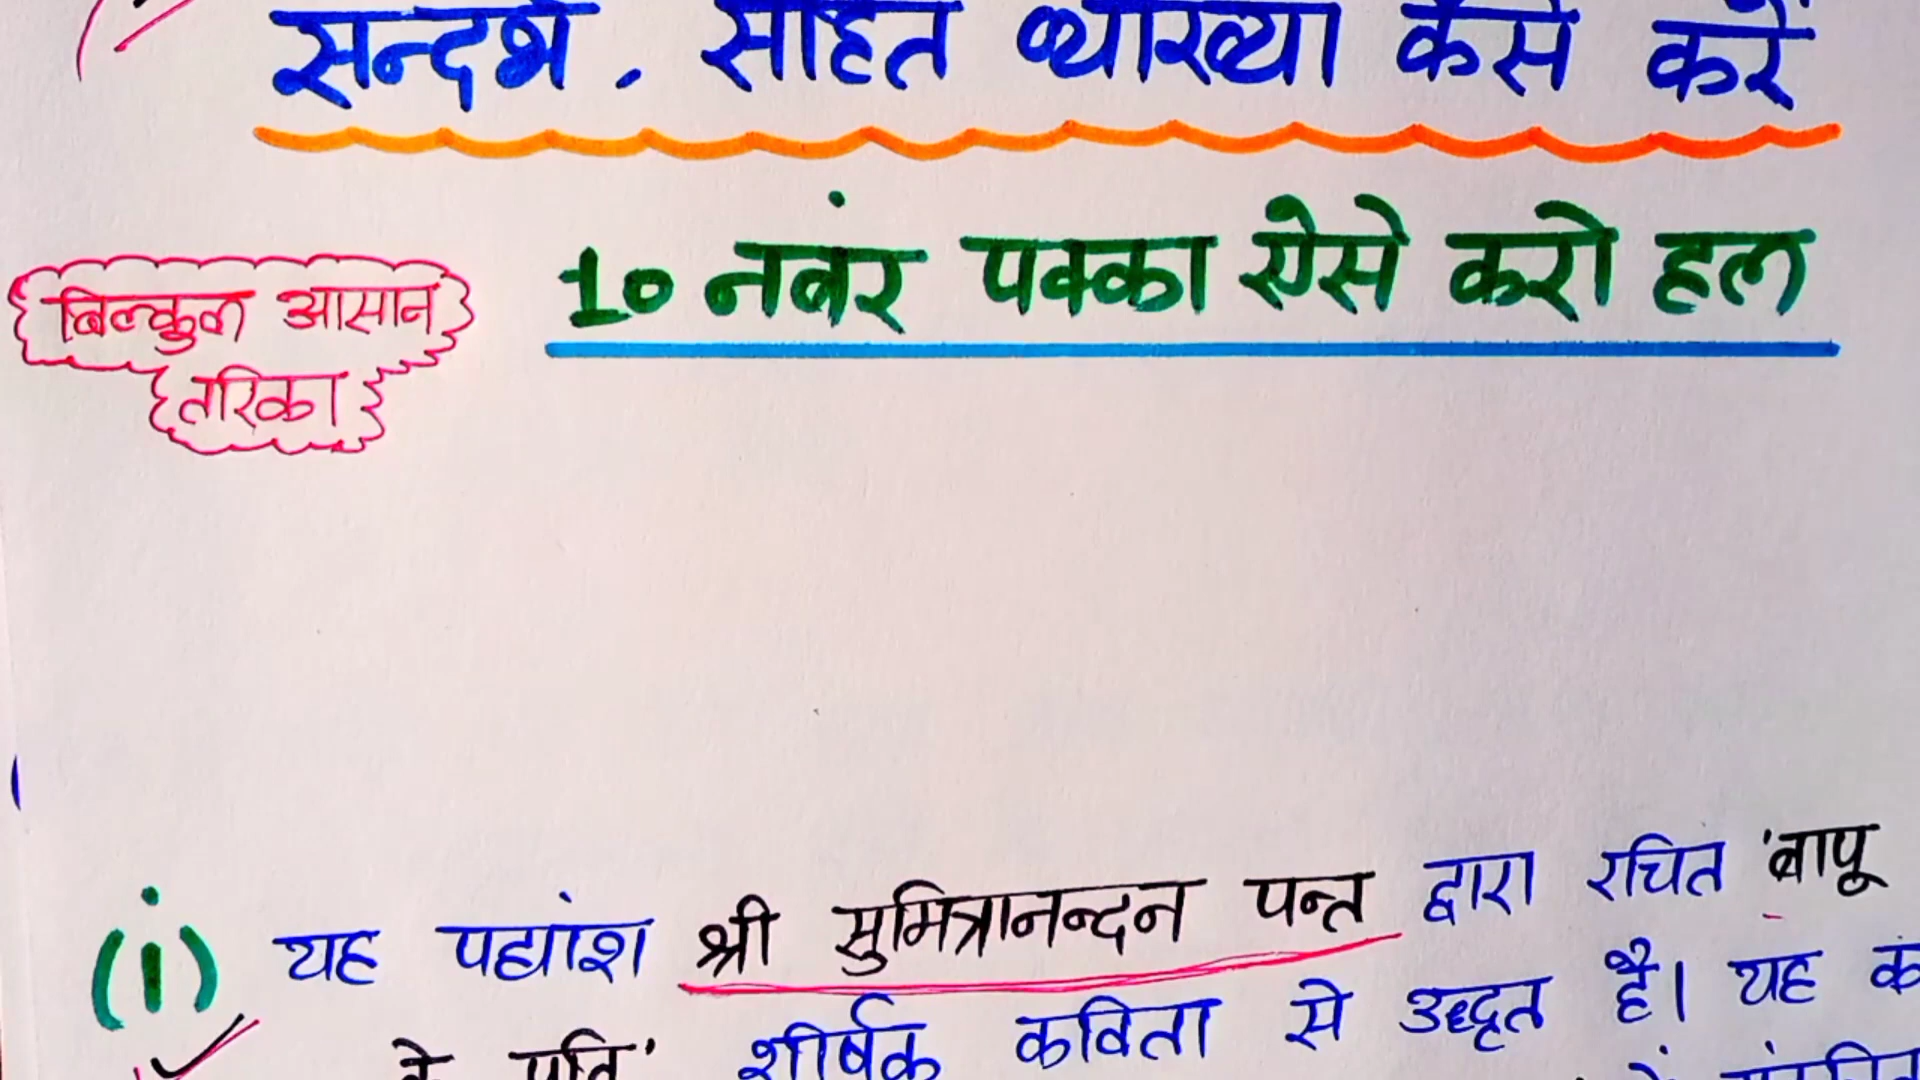 सन्दर्भ, सहित व्याख्या कैसे करें
10 नबंर पक्का ऐसे करो हल
बिल्कुल आसान
तरिका
(i) यह पद्यांश श्री सुमित्रानन्दन पन्त द्वारा रचित 'बापू
के प्रति' शीर्षक कविता से उद्धृत है। यह